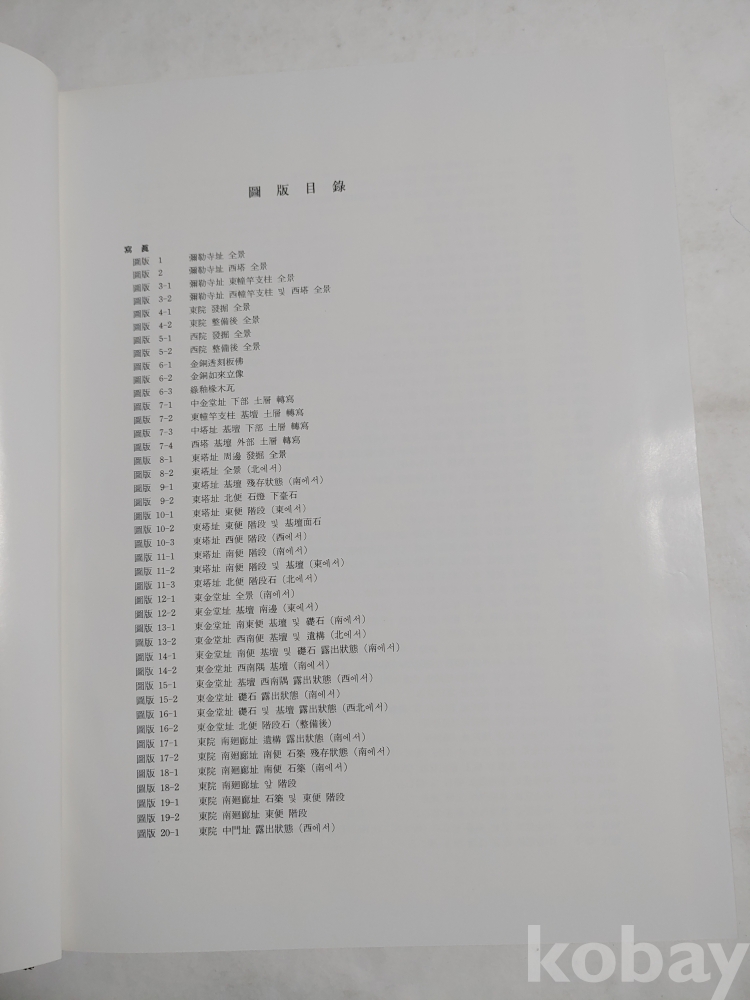 圖版目錄
寫眞
圖版 1 彌勒寺址 全景
圖版 2 彌勒寺址 西塔 全景
圖版 3-1 彌勒寺址 東幢竿支柱 全景
圖版 3-2 彌勒寺址 西幢竿支柱 및 西塔 全景
圖版 4-1 東院 發掘 全景
圖版 4-2 東院 整備後 全景
圖版 5-1 西院 發掘 全景
圖版 5-2 西院 整備後 全景
圖版 6-1 金銅透刻板佛
圖版 6-2 金銅如來立像
圖版 6-3 綠釉椽木瓦
圖版 7-1 中金堂址 下部 土層 轉寫
圖版 7-2 東幢竿支柱 基壇 土層 轉寫
圖版 7-3 中塔址 基壇 下部 土層 轉寫
圖版 7-4 西塔 基壇 外部 土層 轉寫
圖版 8-1 東塔址 周邊 發掘 全景
圖版 8-2 東塔址 全景 (北에서)
圖版 9-1 東塔址 基壇 殘存狀態 (南에서)
圖版 9-2 東塔址 北便 石燈 下臺石
圖版 10-1 東塔址 東便 階段 (東에서)
圖版 10-2 東塔址 東便 階段 및 基壇面石
圖版 10-3 東塔址 西便 階段 (西에서)
圖版 11-1 東塔址 南便 階段 (南에서)
圖版 11-2 東塔址 南便 階段 및 基壇 (東에서)
圖版 11-3 東塔址 北便 階段石 (北에서)
圖版 12-1 東金堂址 全景 (南에서)
圖版 12-2 東金堂址 基壇 南邊 (東에서)
圖版 13-1 東金堂址 南東便 基壇 및 礎石 (南에서)
圖版 13-2 東金堂址 西南便 基壇 및 遺構 (北에서)
圖版 14-1 東金堂址 南便 基壇 및 礎石 露出狀態 (南에서)
圖版 14-2 東金堂址 西南隅 基壇 (南에서)
圖版 15-1 東金堂址 基壇 西南隅 露出狀態 (西에서)
圖版 15-2 東金堂址 礎石 露出狀態 (南에서)
圖版 16-1 東金堂址 礎石 및 基壇 露出狀態 (西北에서)
圖版 16-2 東金堂址 北便 階段石 (整備後)
圖版 17-1 東院 南廻廊址 遺構 露出狀態 (南에서)
圖版 17-2 東院 南廻廊址 南便 石築 殘存狀態 (南에서)
圖版 18-1 東院 南廻廊址 南便 石築 (南에서)
圖版 18-2 東院 南廻廊址 앞 階段
圖版 19-1 東院 南廻廊址 石築 및 東便 階段
圖版 19-2 東院 南廻廊址 東便 階段
圖版 20-1 東院 中門址 露出狀態 (西에서)
kobay